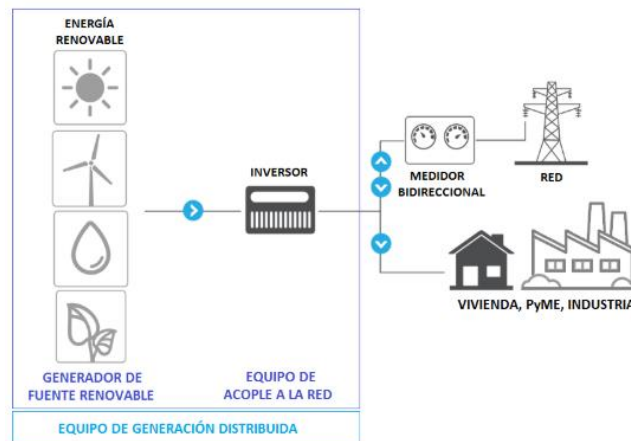 ENERGÍA
RENOVABLE
INVERSOR
MEDIDOR
BIDIRECCIONAL
RED
VIVIENDA, PyME, INDUSTRIA
GENERADOR DE
FUENTE RENOVABLE
EQUIPO DE
ACOPLE A LA RED
EQUIPO DE GENERACIÓN DISTRIBUIDA